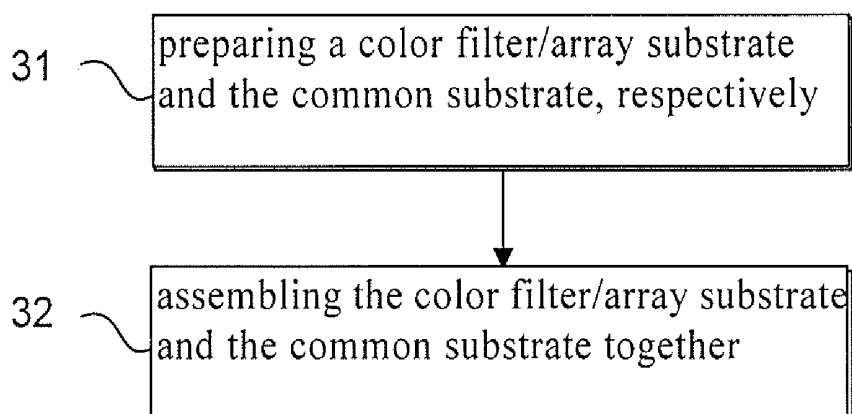 31
preparing a color filter/array substrate
and the common substrate, respectively
32
assembling the color filter/array substrate
and the common substrate together